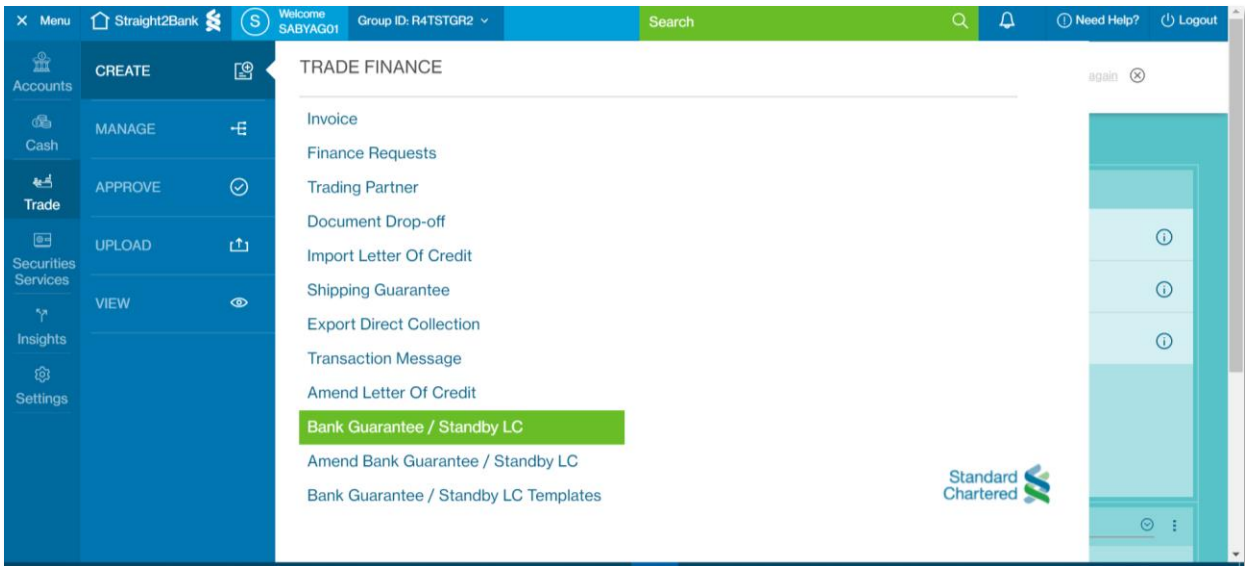 Menu
Straight2Bank
S
Welcome
SABYAG01
Group ID: R4TSTGR2
Search
Need Help?
Logout
Accounts
Cash
Trade
Securities
Services
Insights
Settings
CREATE
MANAGE
APPROVE
UPLOAD
VIEW
TRADE FINANCE
Invoice
Finance Requests
Trading Partner
Document Drop-off
Import Letter Of Credit
Shipping Guarantee
Export Direct Collection
Transaction Message
Amend Letter Of Credit
Bank Guarantee / Standby LC
Amend Bank Guarantee / Standby LC
Bank Guarantee / Standby LC Templates
again
Standard
Chartered